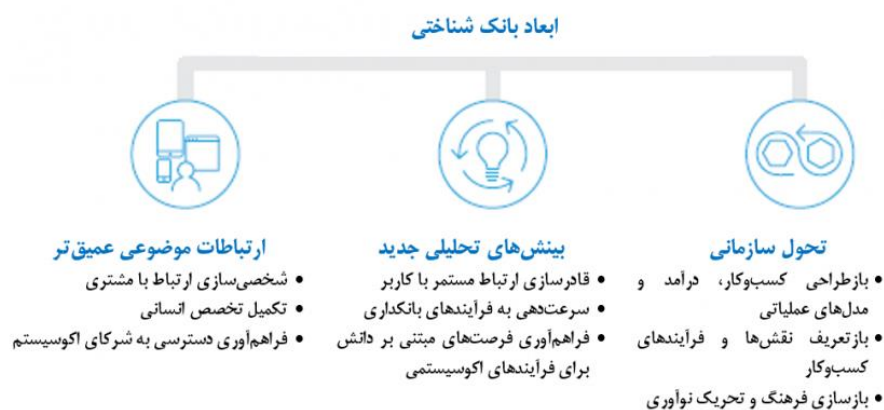 ابعاد بانک شناختی
تحول سازمانی
• بازطراحی کسب‌وکار، درآمد و
مدل‌های عملیاتی
• بازتعریف نقش‌ها و فرآیندهای
کسب‌وکار
• بازسازی فرهنگ و تحریک نوآوری
بینش‌های تحلیلی جدید
• قادرسازی ارتباط مستمر با کاربر
• سرعت‌دهی به فرآیندهای بانکداری
• فراهم‌آوری فرصت‌های مبتنی بر دانش
برای فرآیندهای اکوسیستمی
ارتباطات موضوعی عمیق‌تر
• شخصی‌سازی ارتباط با مشتری
• تکمیل تخصص انسانی
• فراهم‌آوری دسترسی به شرکای اکوسیستم